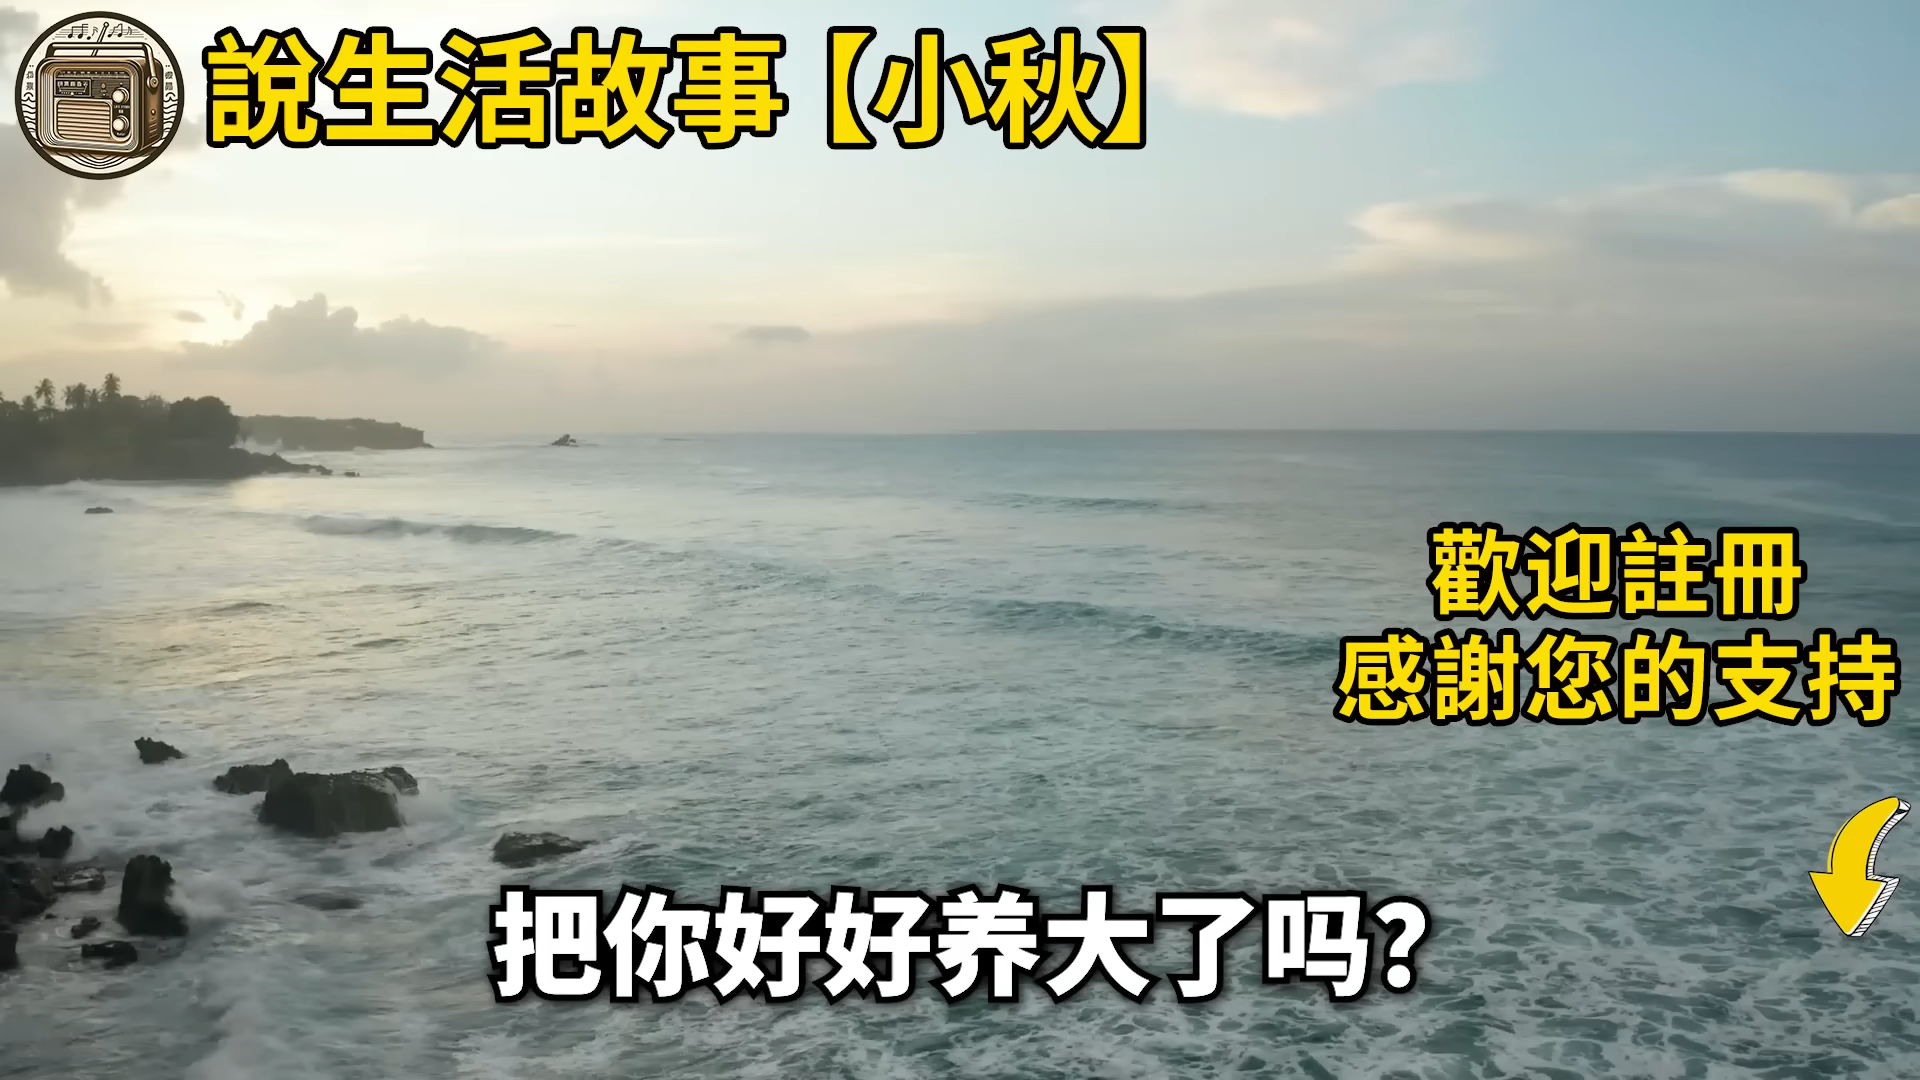 說生活故事【小秋】
歡迎註冊
感謝您的支持
把你好好养大了吗?